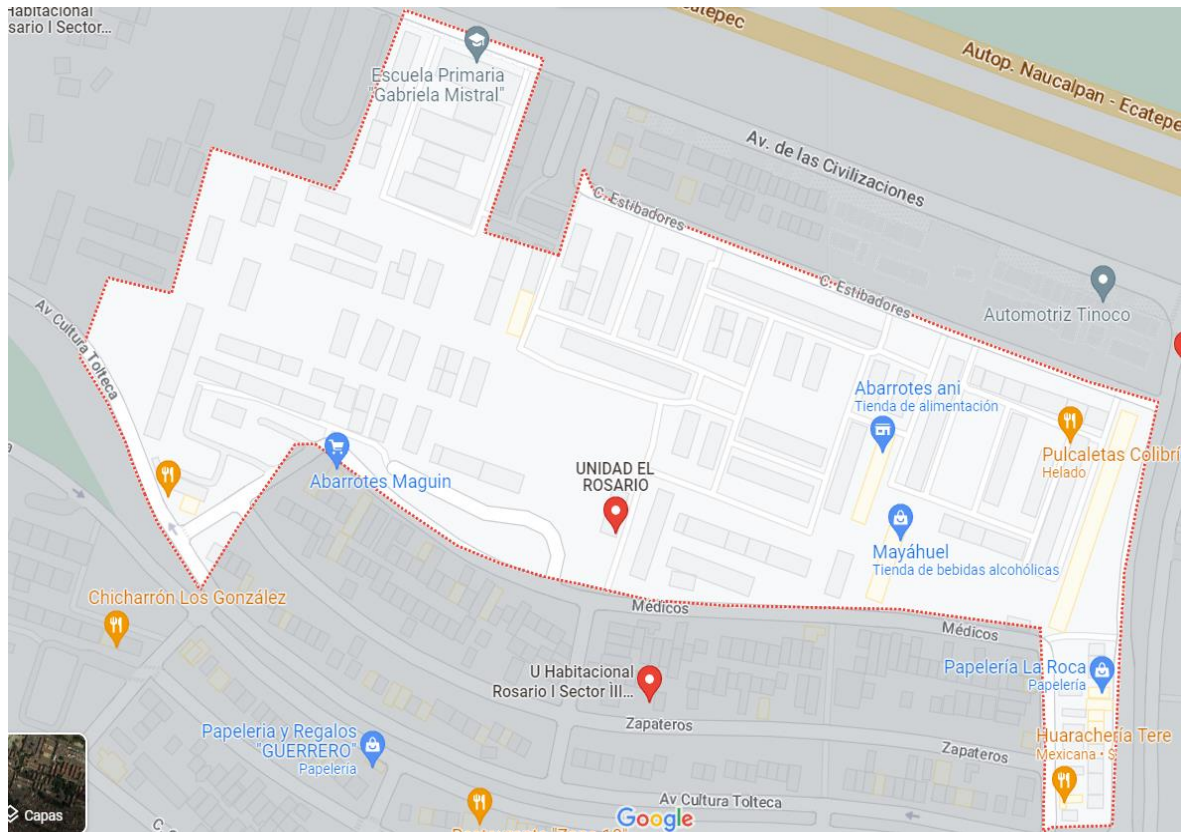 Habitacional
sario I Sector...
Escuela Primaria
"Gabriela Mistral"
Autop. Naucalpan - Ecatepe
Av. de las Civilizaciones
C. Estibadores
C. Estibadores
Automotriz Tinoco
Av Cultura Tolteca
Abarrotes ani
Tienda de alimentación
Pulcaletas Colibrí
Helado
Abarrotes Maguin
UNIDAD EL
ROSARIO
Mayáhuel
Tienda de bebidas alcohólicas
Chicharrón Los González
Médicos
Médicos
U Habitacional
Rosario I Sector III...
Papelería La Roca
Papelería
Zapateros
Zapateros
Papeleria y Regalos
"GUERRERO"
Papelería
Huarachería Tere
Mexicana · $
Av Cultura Tolteca
Capas
Google